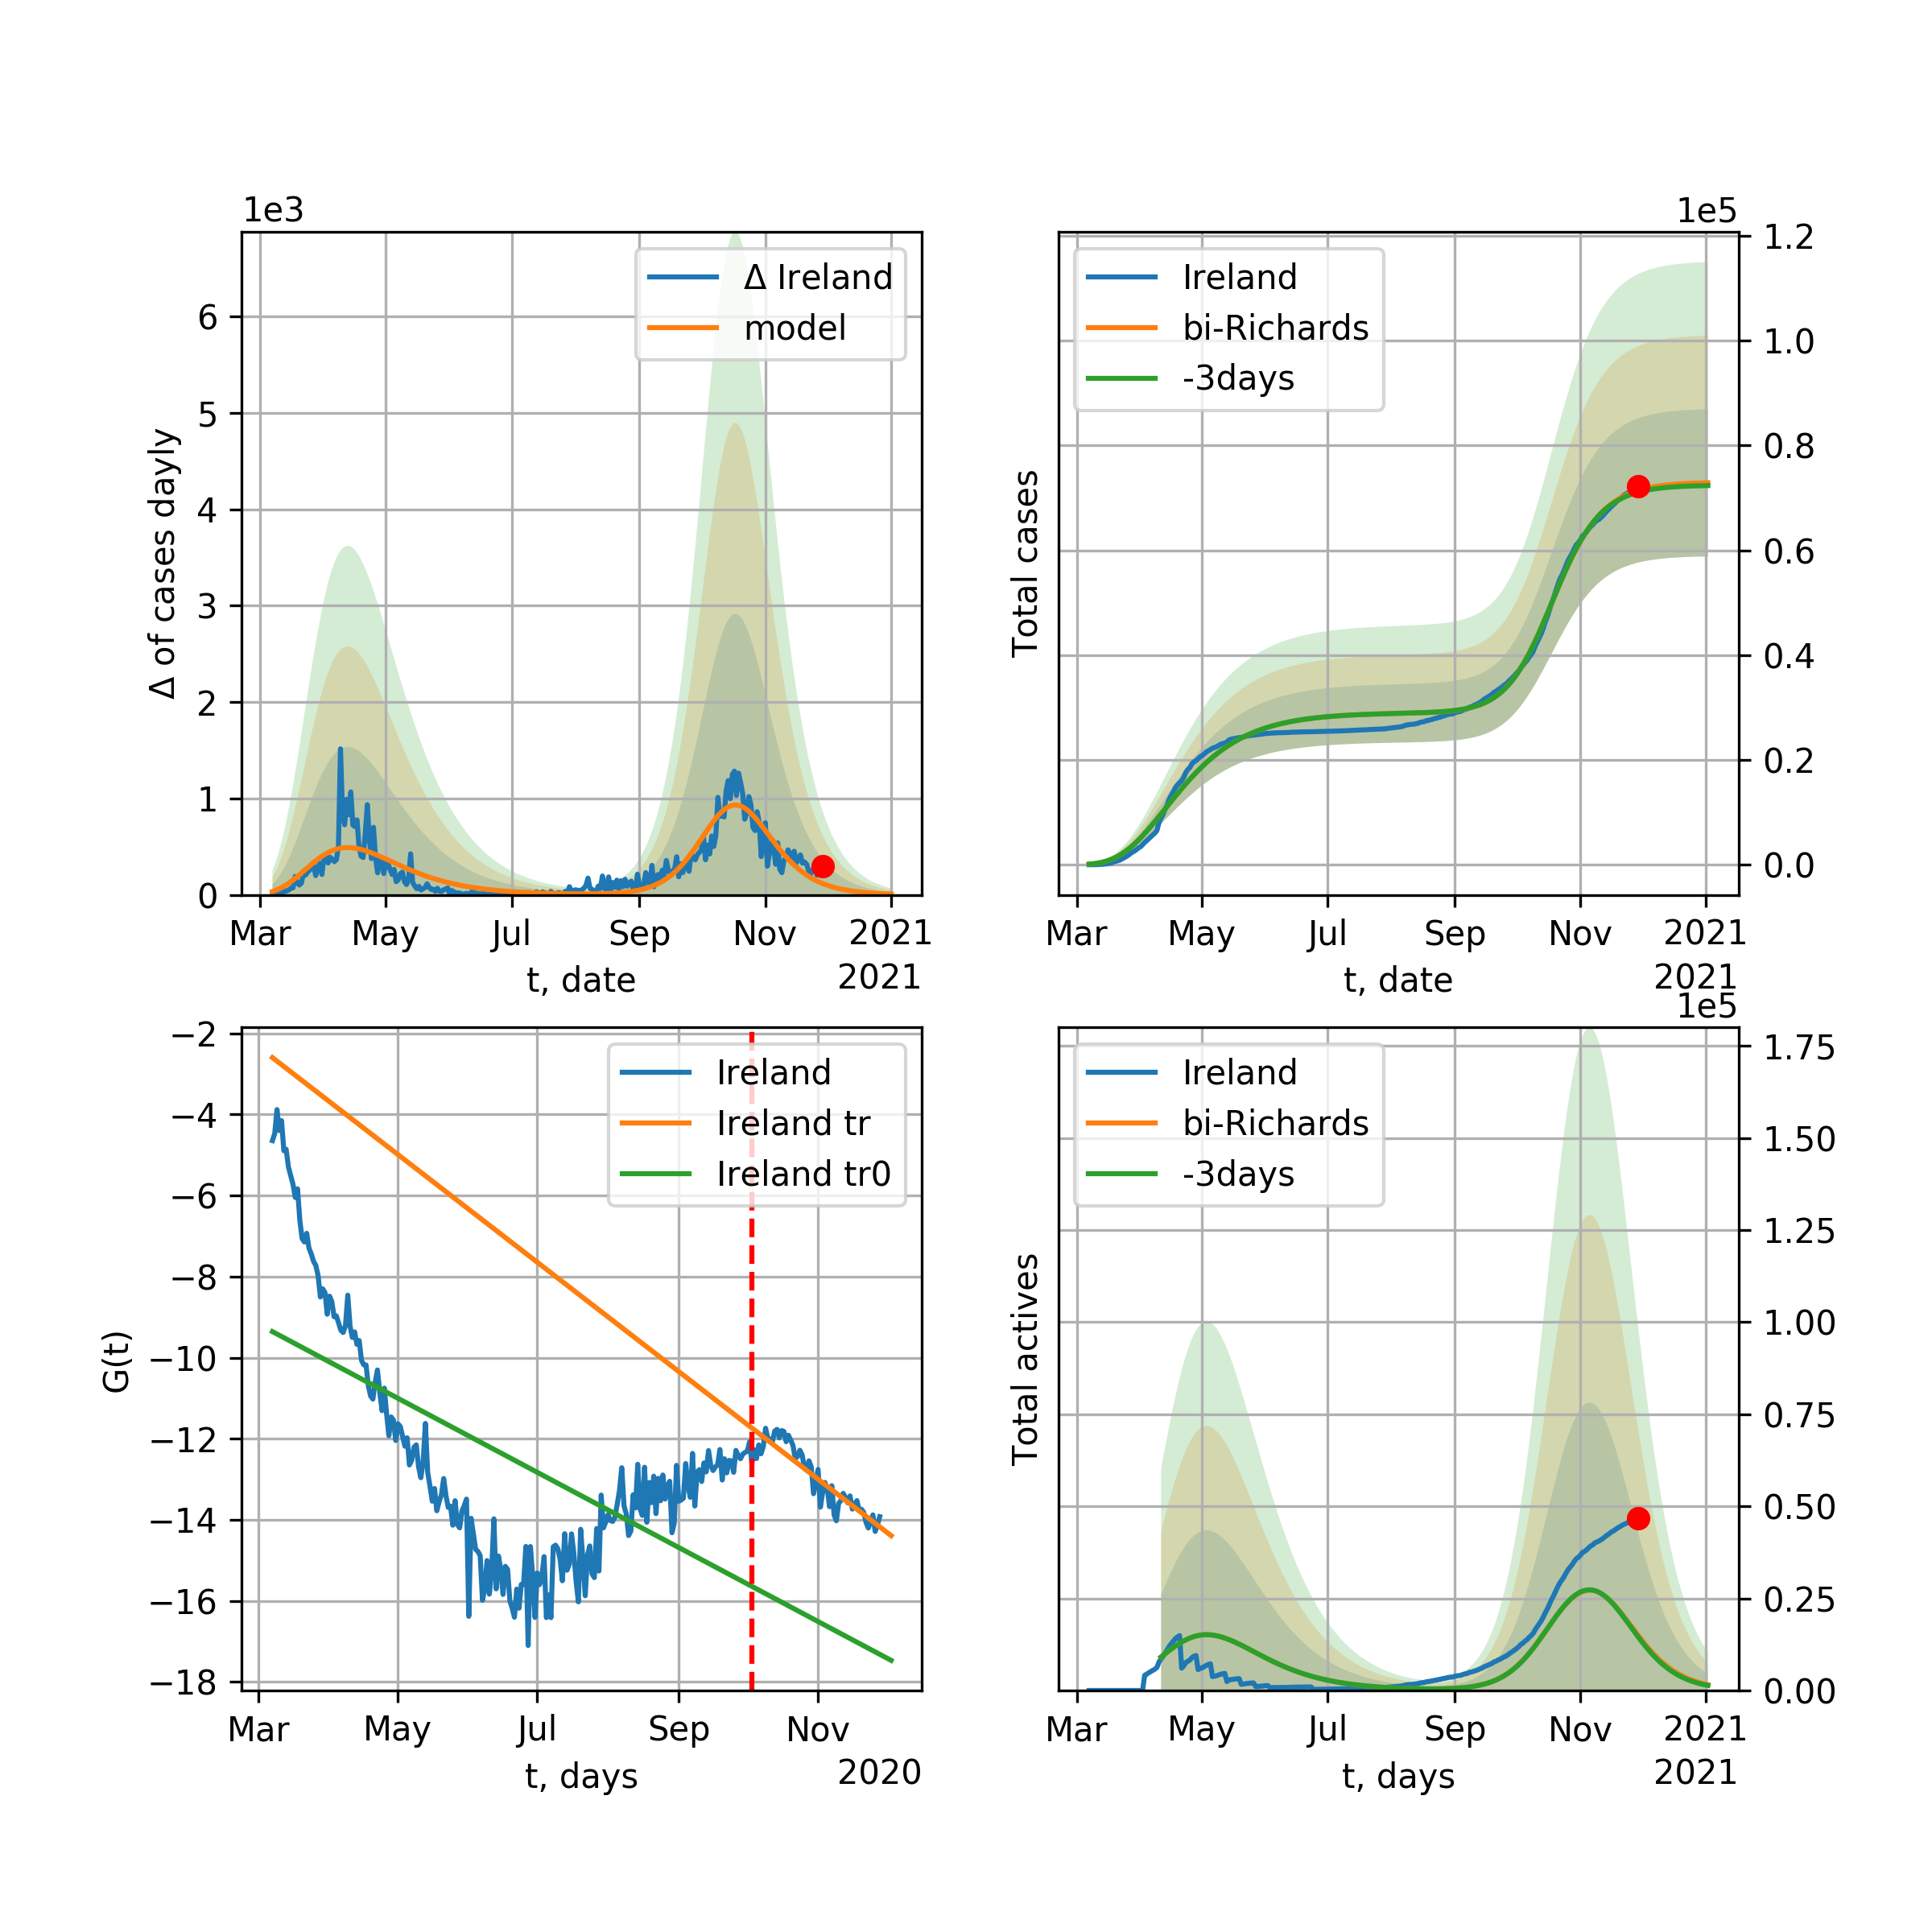 1e3
Δ of cases dayly
6
5
4
3
2
1
0
Δ Ireland
model
Mar May Jul Sep Nov 2021
t, date
2021
1e5
Total cases
Ireland
bi-Richards
-3days
1.2
1.0
0.8
0.6
0.4
0.2
0.0
Mar May Jul Sep Nov 2021
t, date
2021
G(t)
−2
−4
−6
−8
−10
−12
−14
−16
−18
Ireland
Ireland tr
Ireland tr0
Mar May Jul Sep Nov
t, days
2020
1e5
Total actives
Ireland
bi-Richards
-3days
1.75
1.50
1.25
1.00
0.75
0.50
0.25
0.00
Mar May Jul Sep Nov 2021
t, days
2021